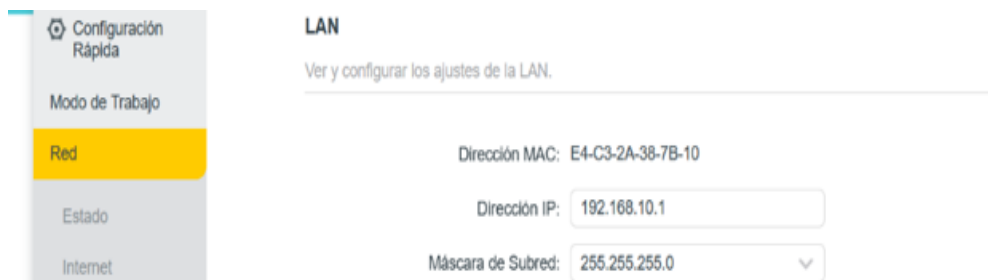 Configuración
Rápida
Modo de Trabajo
Red
Estado
Internet
LAN
Ver y configurar los ajustes de la LAN.
Dirección MAC: E4-C3-2A-38-7B-10
Dirección IP: 192.168.10.1
Máscara de Subred: 255.255.255.0